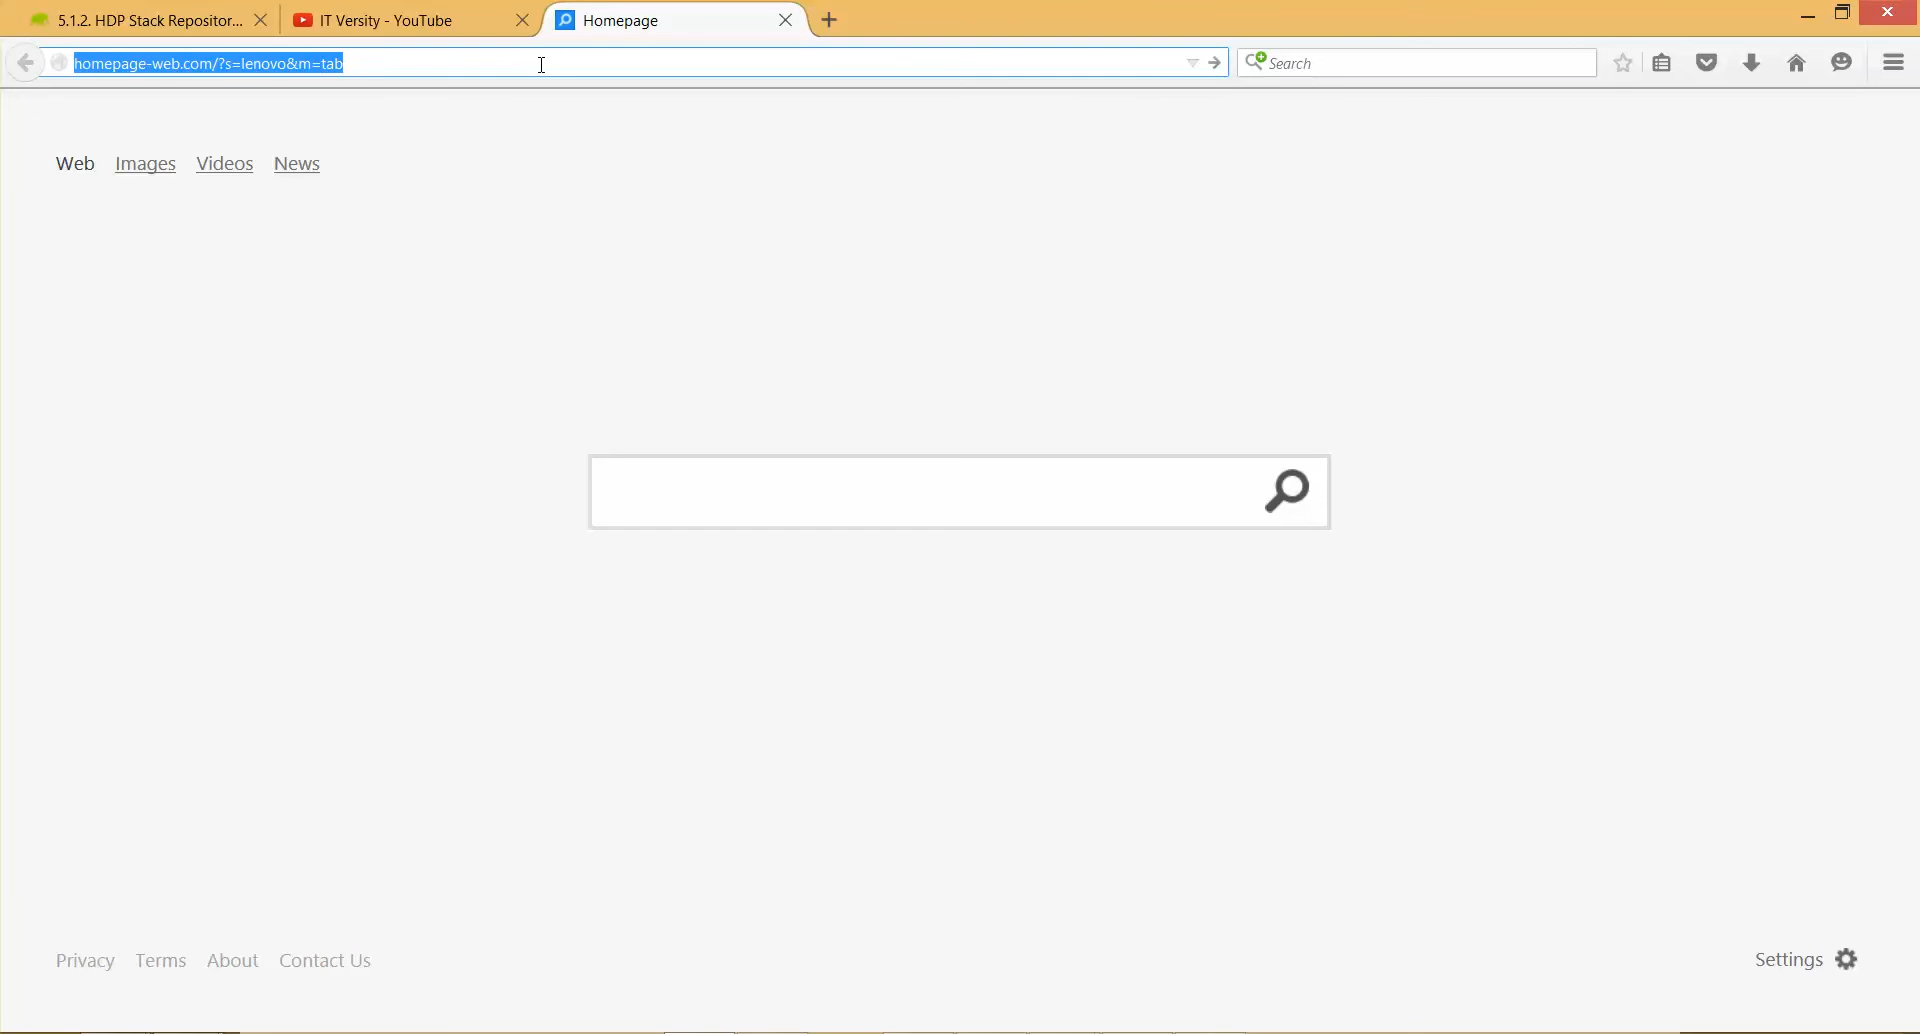 5.1.2. HDP Stack Repositor...
IT Versity - YouTube
Homepage
homepage-web.com/?s=lenovo&m=tab
Search
Web Images Videos News
Privacy Terms About Contact Us
Settings